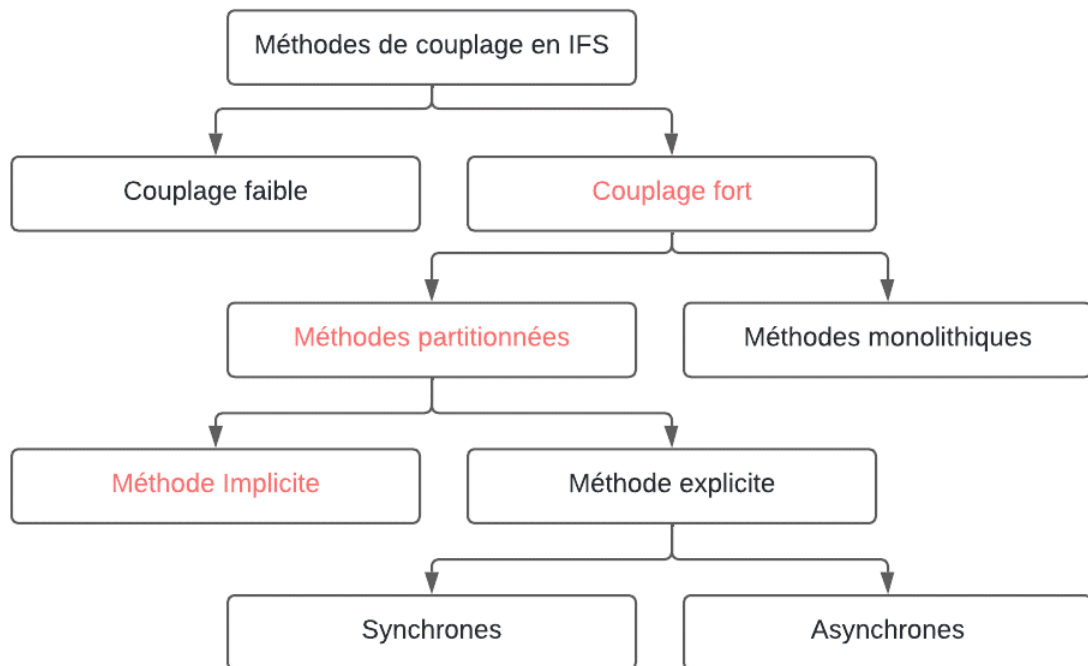 Méthodes de couplage en IFS
Couplage faible
Couplage fort
Méthodes partitionnées
Méthodes monolithiques
Méthode Implicite
Méthode explicite
Synchrones
Asynchrones